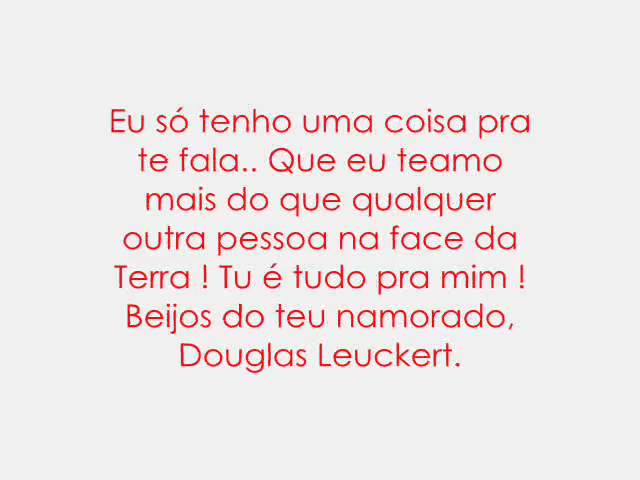 Eu só tenho uma coisa pra
te fala.. Que eu teamo
mais do que qualquer
outra pessoa na face da
Terra ! Tu é tudo pra mim !
Beijos do teu namorado,
Douglas Leuckert.